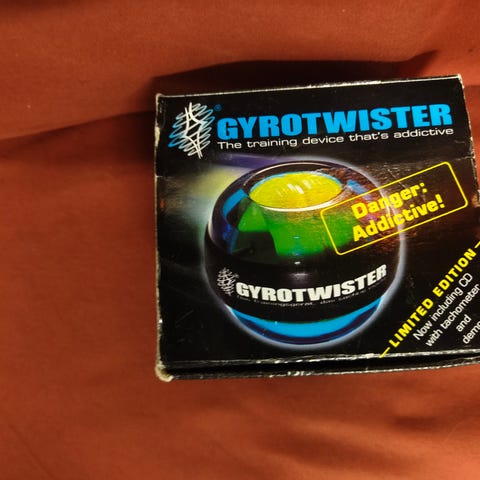 GYROTWISTER®
The training device that's addictive
Danger:
Addictive!
GYROTWISTER
LIMITED EDITION
Now including CD
with tachometer
and